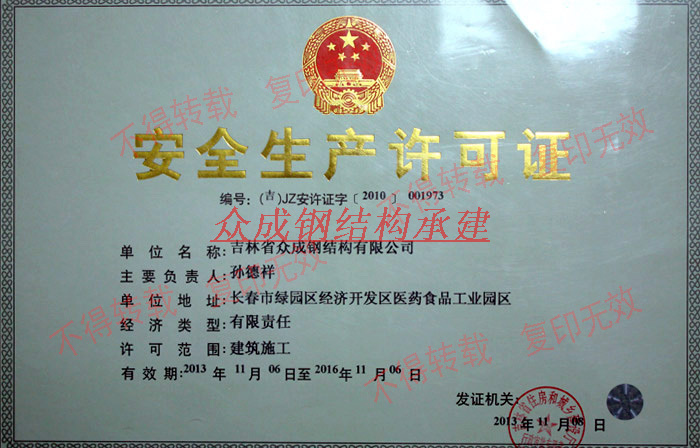 不得转载 复印无效
安全生产许可证
编号:(吉)JZ安许证字〔2010〕001973
众成钢结构承建
不得转载 复印无效
单位名称:吉林省众成钢结构有限公司
主要负责人:孙德祥
单位地址:长春市绿园区经济开发区医药食品工业园区
经济类型:有限责任
许可范围:建筑施工
有效期:2013年11月06日至2016年11月06日
不得转载 复印无效
发证机关:
2013年11月08日